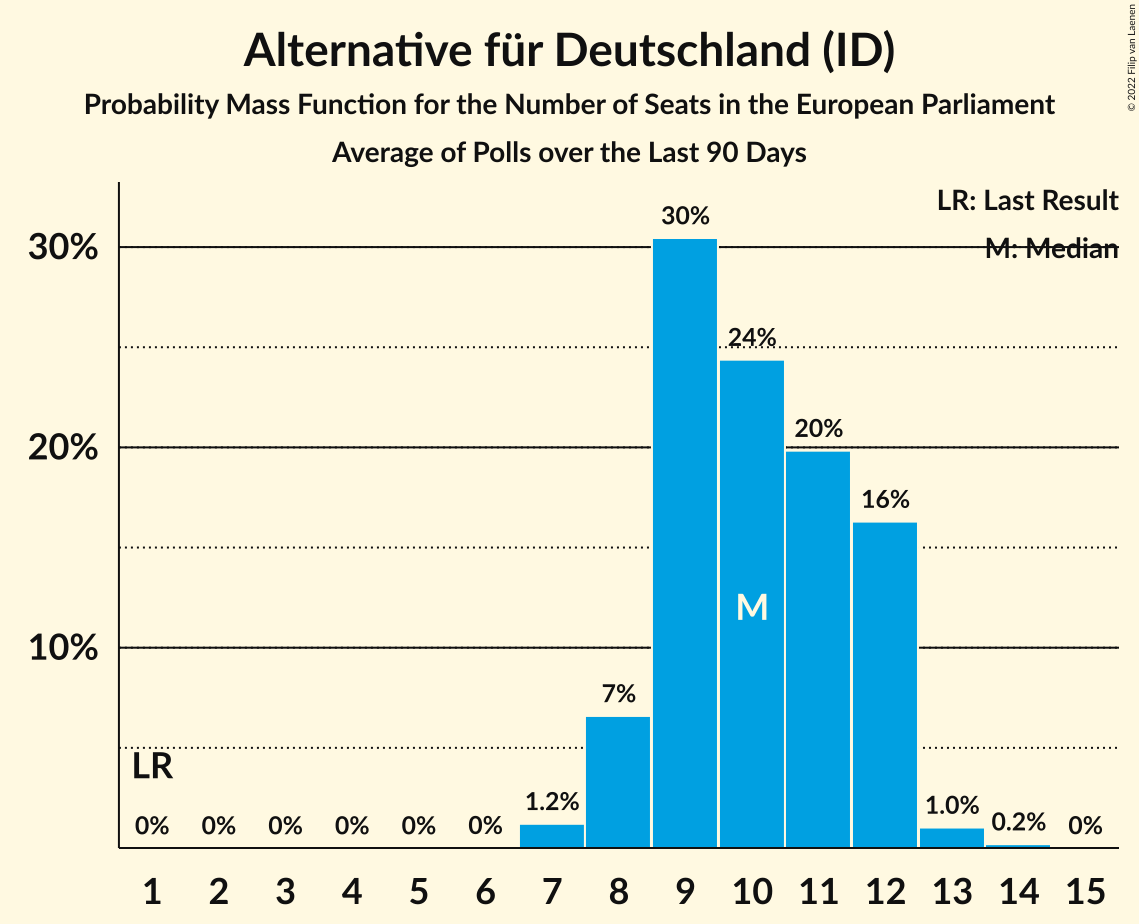 Alternative für Deutschland (ID)
Probability Mass Function for the Number of Seats in the European Parliament
Average of Polls over the Last 90 Days
© 2022 Filip van Laenen
LR: Last Result
M: Median
30%
20%
10%
30%
24%
20%
16%
M
7%
LR
0%
0%
0%
0%
0%
0%
1.2%
1.0%
0.2%
0%
1 2 3 4 5 6 7 8 9 10 11 12 13 14 15